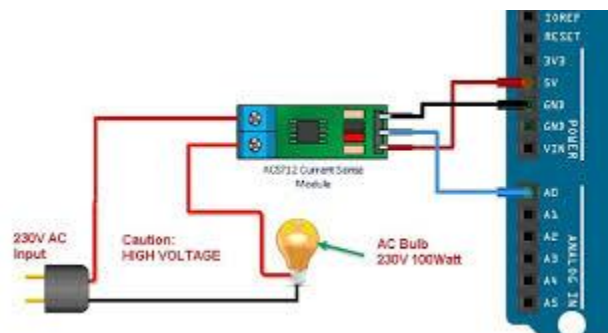 IOREF
RESET
3V3
5V
GND
GND
VIN
POWER
ACS712 Current Sense
Module
A0
A1
A2
A3
A4
A5
ANALOG IN
230V AC
Input
Caution:
HIGH VOLTAGE
AC Bulb
230V 100Watt